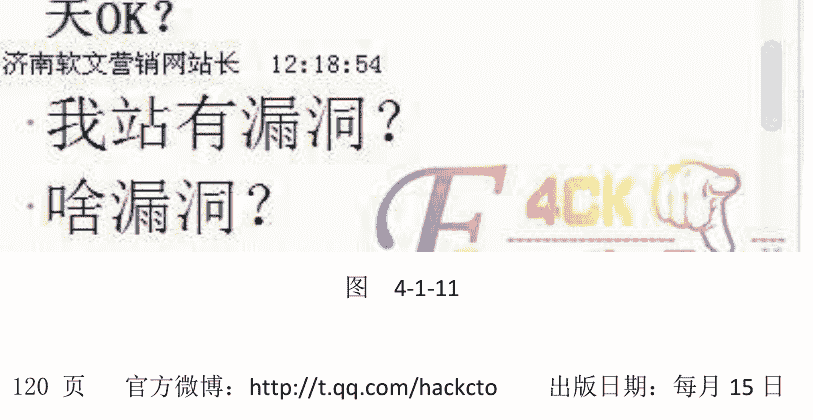 天OK？
济南软文营销网站长 12:18:54
·我站有漏洞？
·啥漏洞？
F4CK
图 4-1-11
120 页 官方微博：http://t.qq.com/hackcto 出版日期：每月 15 日